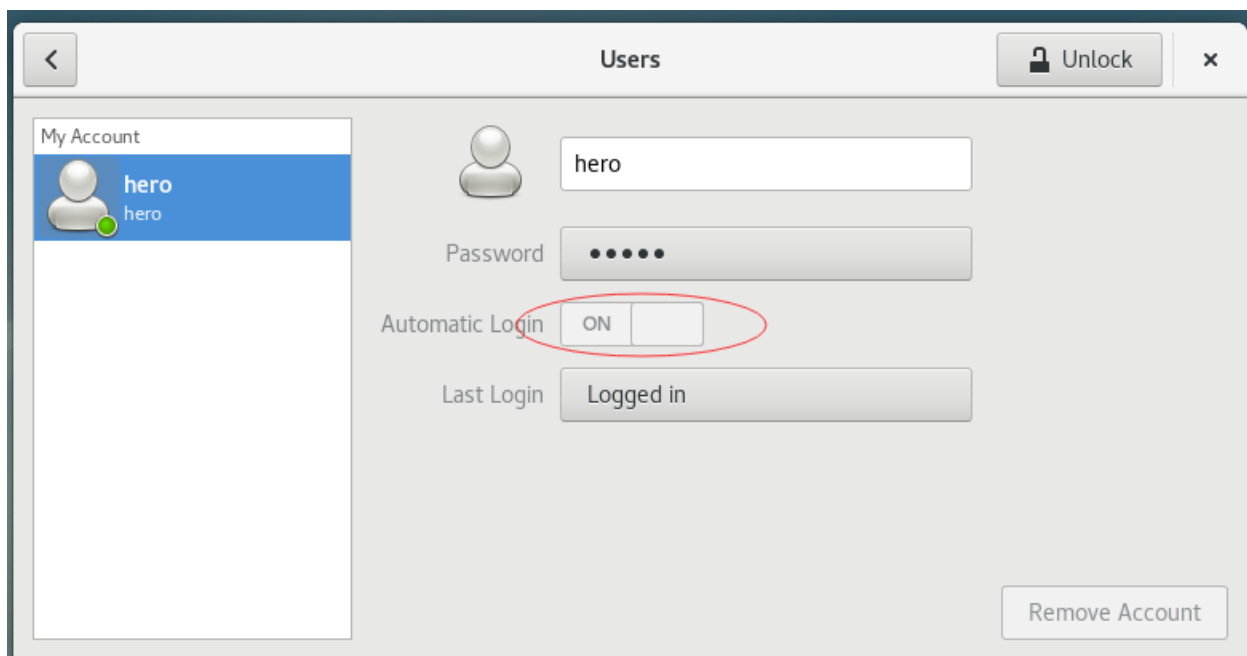 Users
Unlock
My Account
hero
hero
hero
Password
Automatic Login
ON
Last Login
Logged in
Remove Account